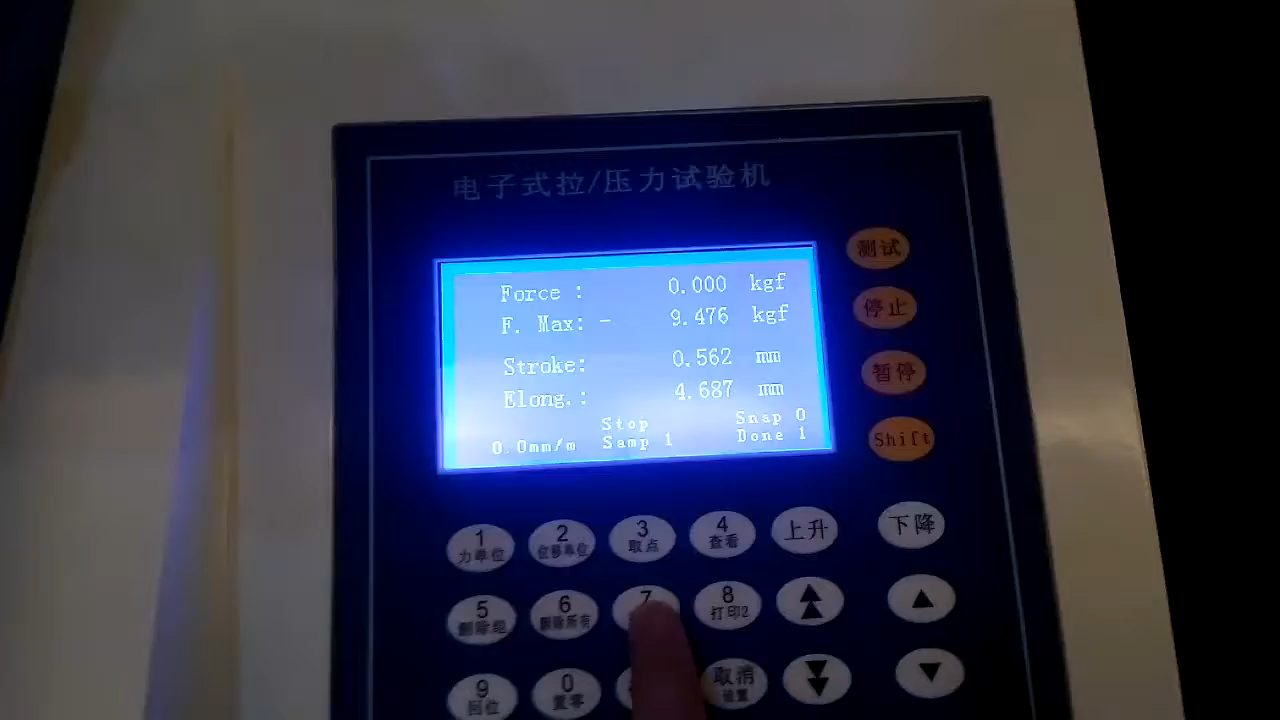 电子式拉/压力试验机
Force : 0.000 kgf
F. Max: - 9.476 kgf
Stroke: 0.562 mm
Elong.: 4.687 mm
Stop Snap 0
0.0mm/m Samp 1 Done 1
测试
停止
暂停
Shift
1 2 3 4 上升 下降
力单位 位移单位 取点 查看
5 6 7 8
删除组 删除所有 打印2
9 0 取消
回位 置零 设置